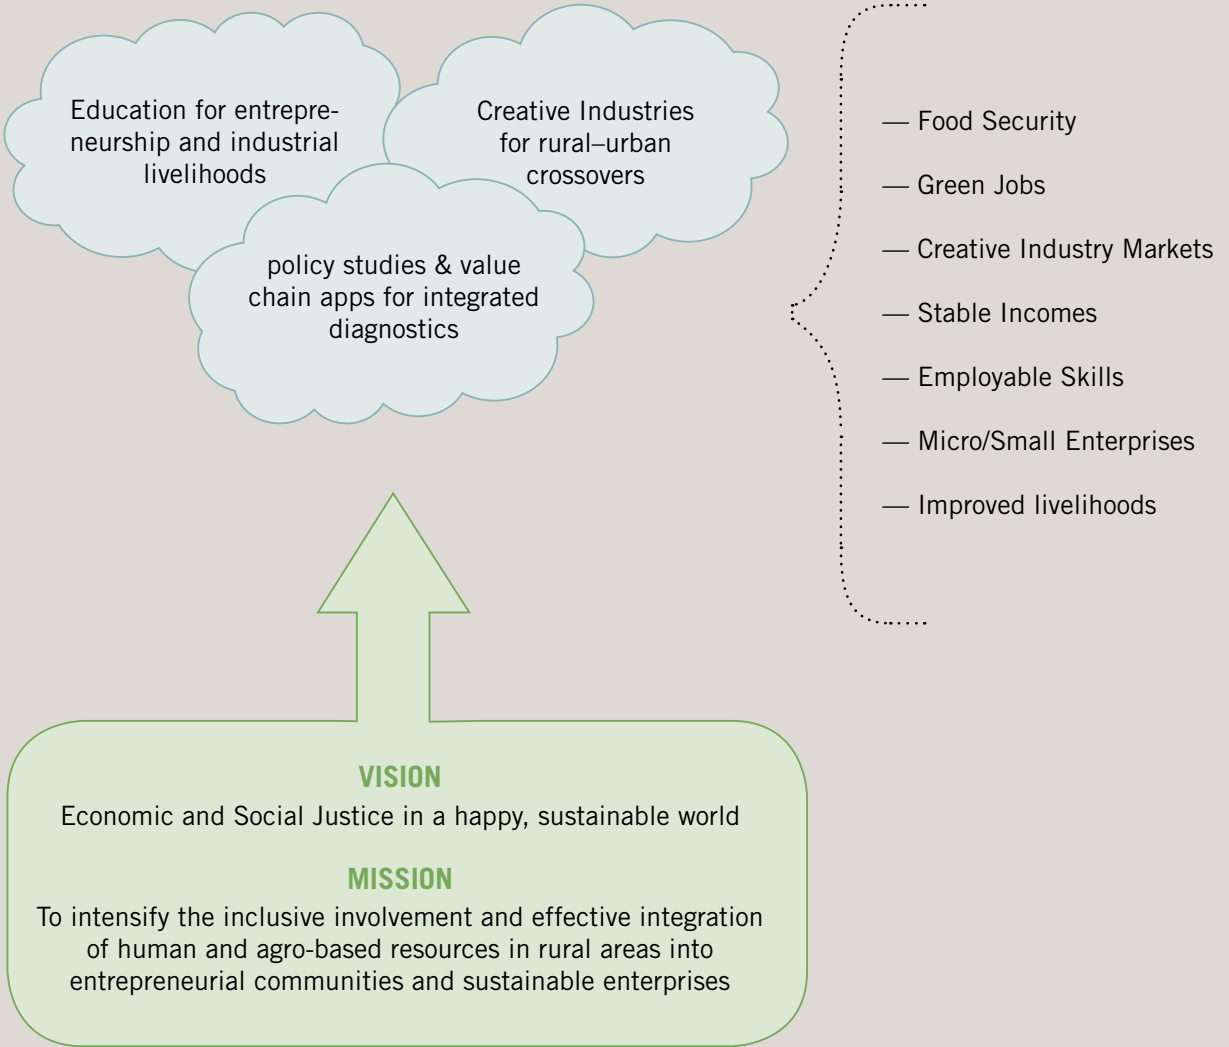 Education for entrepre-
neurship and industrial
livelihoods
Creative Industries
for rural–urban
crossovers
policy studies & value
chain apps for integrated
diagnostics
— Food Security
— Green Jobs
— Creative Industry Markets
— Stable Incomes
— Employable Skills
— Micro/Small Enterprises
— Improved livelihoods
VISION
Economic and Social Justice in a happy, sustainable world
MISSION
To intensify the inclusive involvement and effective integration
of human and agro-based resources in rural areas into
entrepreneurial communities and sustainable enterprises